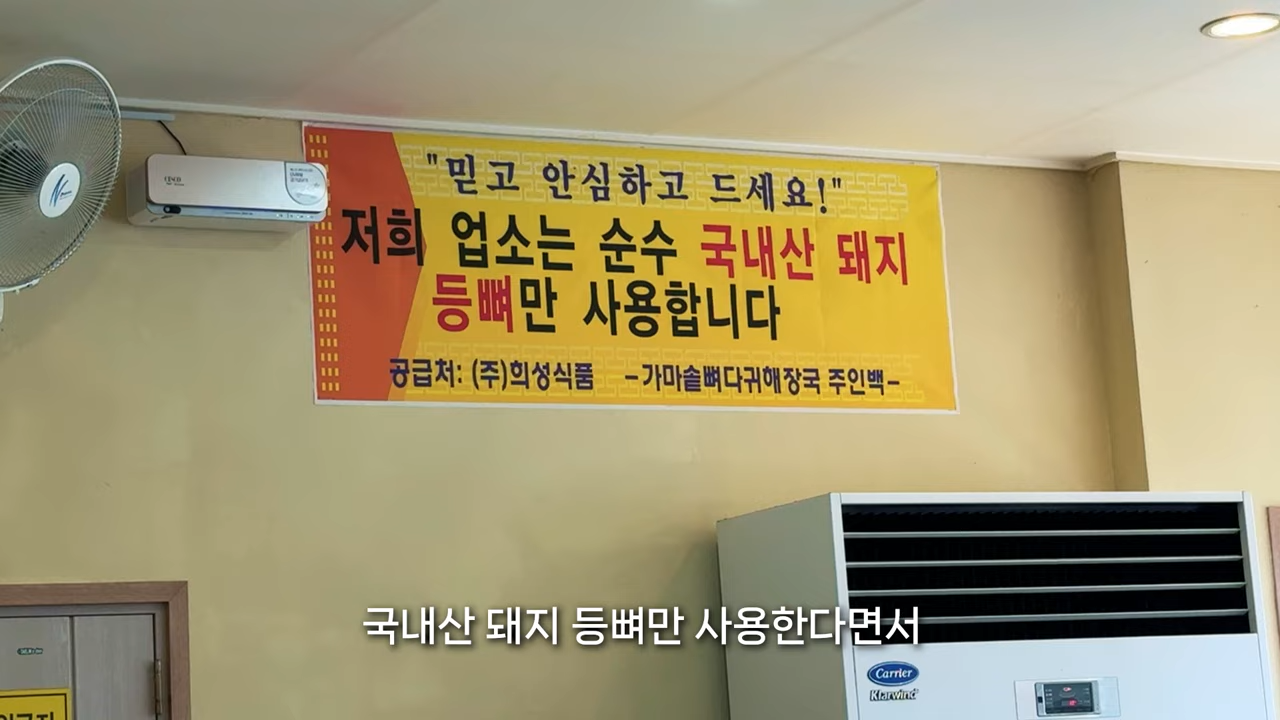 "믿고 안심하고 드세요!"
저희 업소는 순수 국내산 돼지
등뼈만 사용합니다
공급처: (주)희성식품 -가마솥뼈다귀해장국 주인백-
국내산 돼지 등뼈만 사용한다면서
Carrier
Klarwind